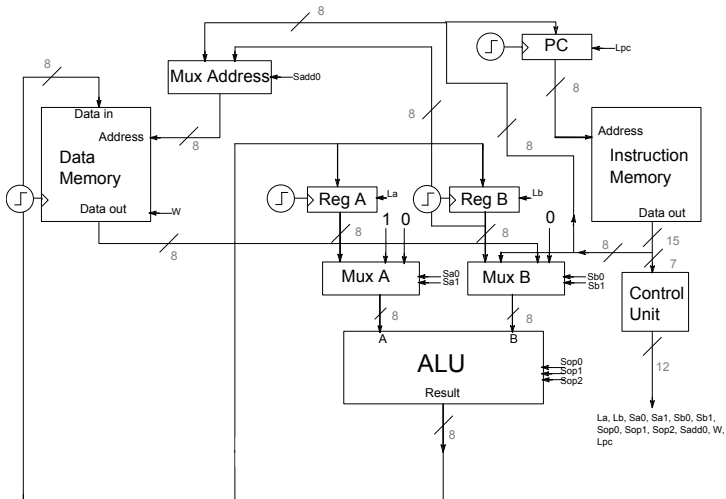 8
8
PC
Lpc
Mux Address
Sadd0
8
8
Data in
Address
8
8
8
Address
Data
Memory
Instruction
Memory
Reg A
La
Reg B
Lb
Data out
W
Data out
1 0
0
8
8
8
8
15
7
Mux A
Sa0
Sa1
Mux B
Sb0
Sb1
Control
Unit
8
8
A
B
ALU
Sop0
Sop1
Sop2
12
Result
8
La, Lb, Sa0, Sa1, Sb0, Sb1,
Sop0, Sop1, Sop2, Sadd0, W,
Lpc